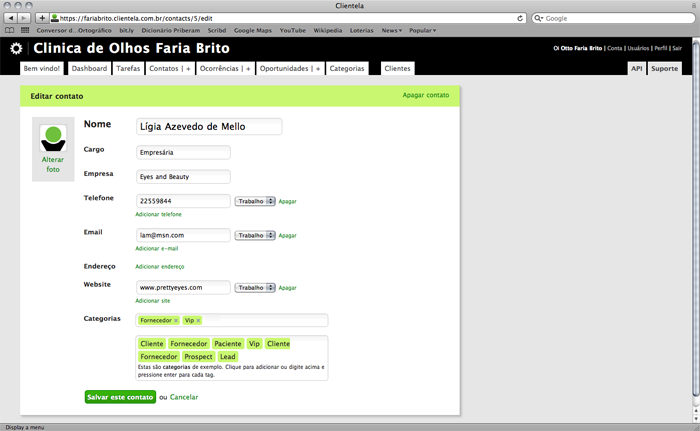 Clientela
https://fariabrito.clientela.com.br/contacts/5/edit
Google
Conversor d...Ortográfico bit.ly Dicionário Priberam Scribd Google Maps YouTube Wikipedia Loterias News Popular
Clinica de Olhos Faria Brito
Oi Otto Faria Brito | Conta | Usuários | Perfil | Sair
Bem vindo! Dashboard Tarefas Contatos | + Ocorrências | + Oportunidades | + Categorias Clientes API Suporte
Editar contato Apagar contato
Nome Lígia Azevedo de Mello
Alterar foto
Cargo Empresária
Empresa Eyes and Beauty
Telefone 22559844 Trabalho Apagar
Adicionar telefone
Email lam@msn.com Trabalho Apagar
Adicionar e-mail
Endereço Adicionar endereço
Website www.prettyeyes.com Trabalho Apagar
Adicionar site
Categorias Fornecedor × Vip ×
Cliente Fornecedor Paciente Vip Cliente
Fornecedor Prospect Lead
Estas são categorias de exemplo. Clique para adicionar ou digite acima e
pressione enter para cada tag.
Salvar este contato ou Cancelar
Display a menu